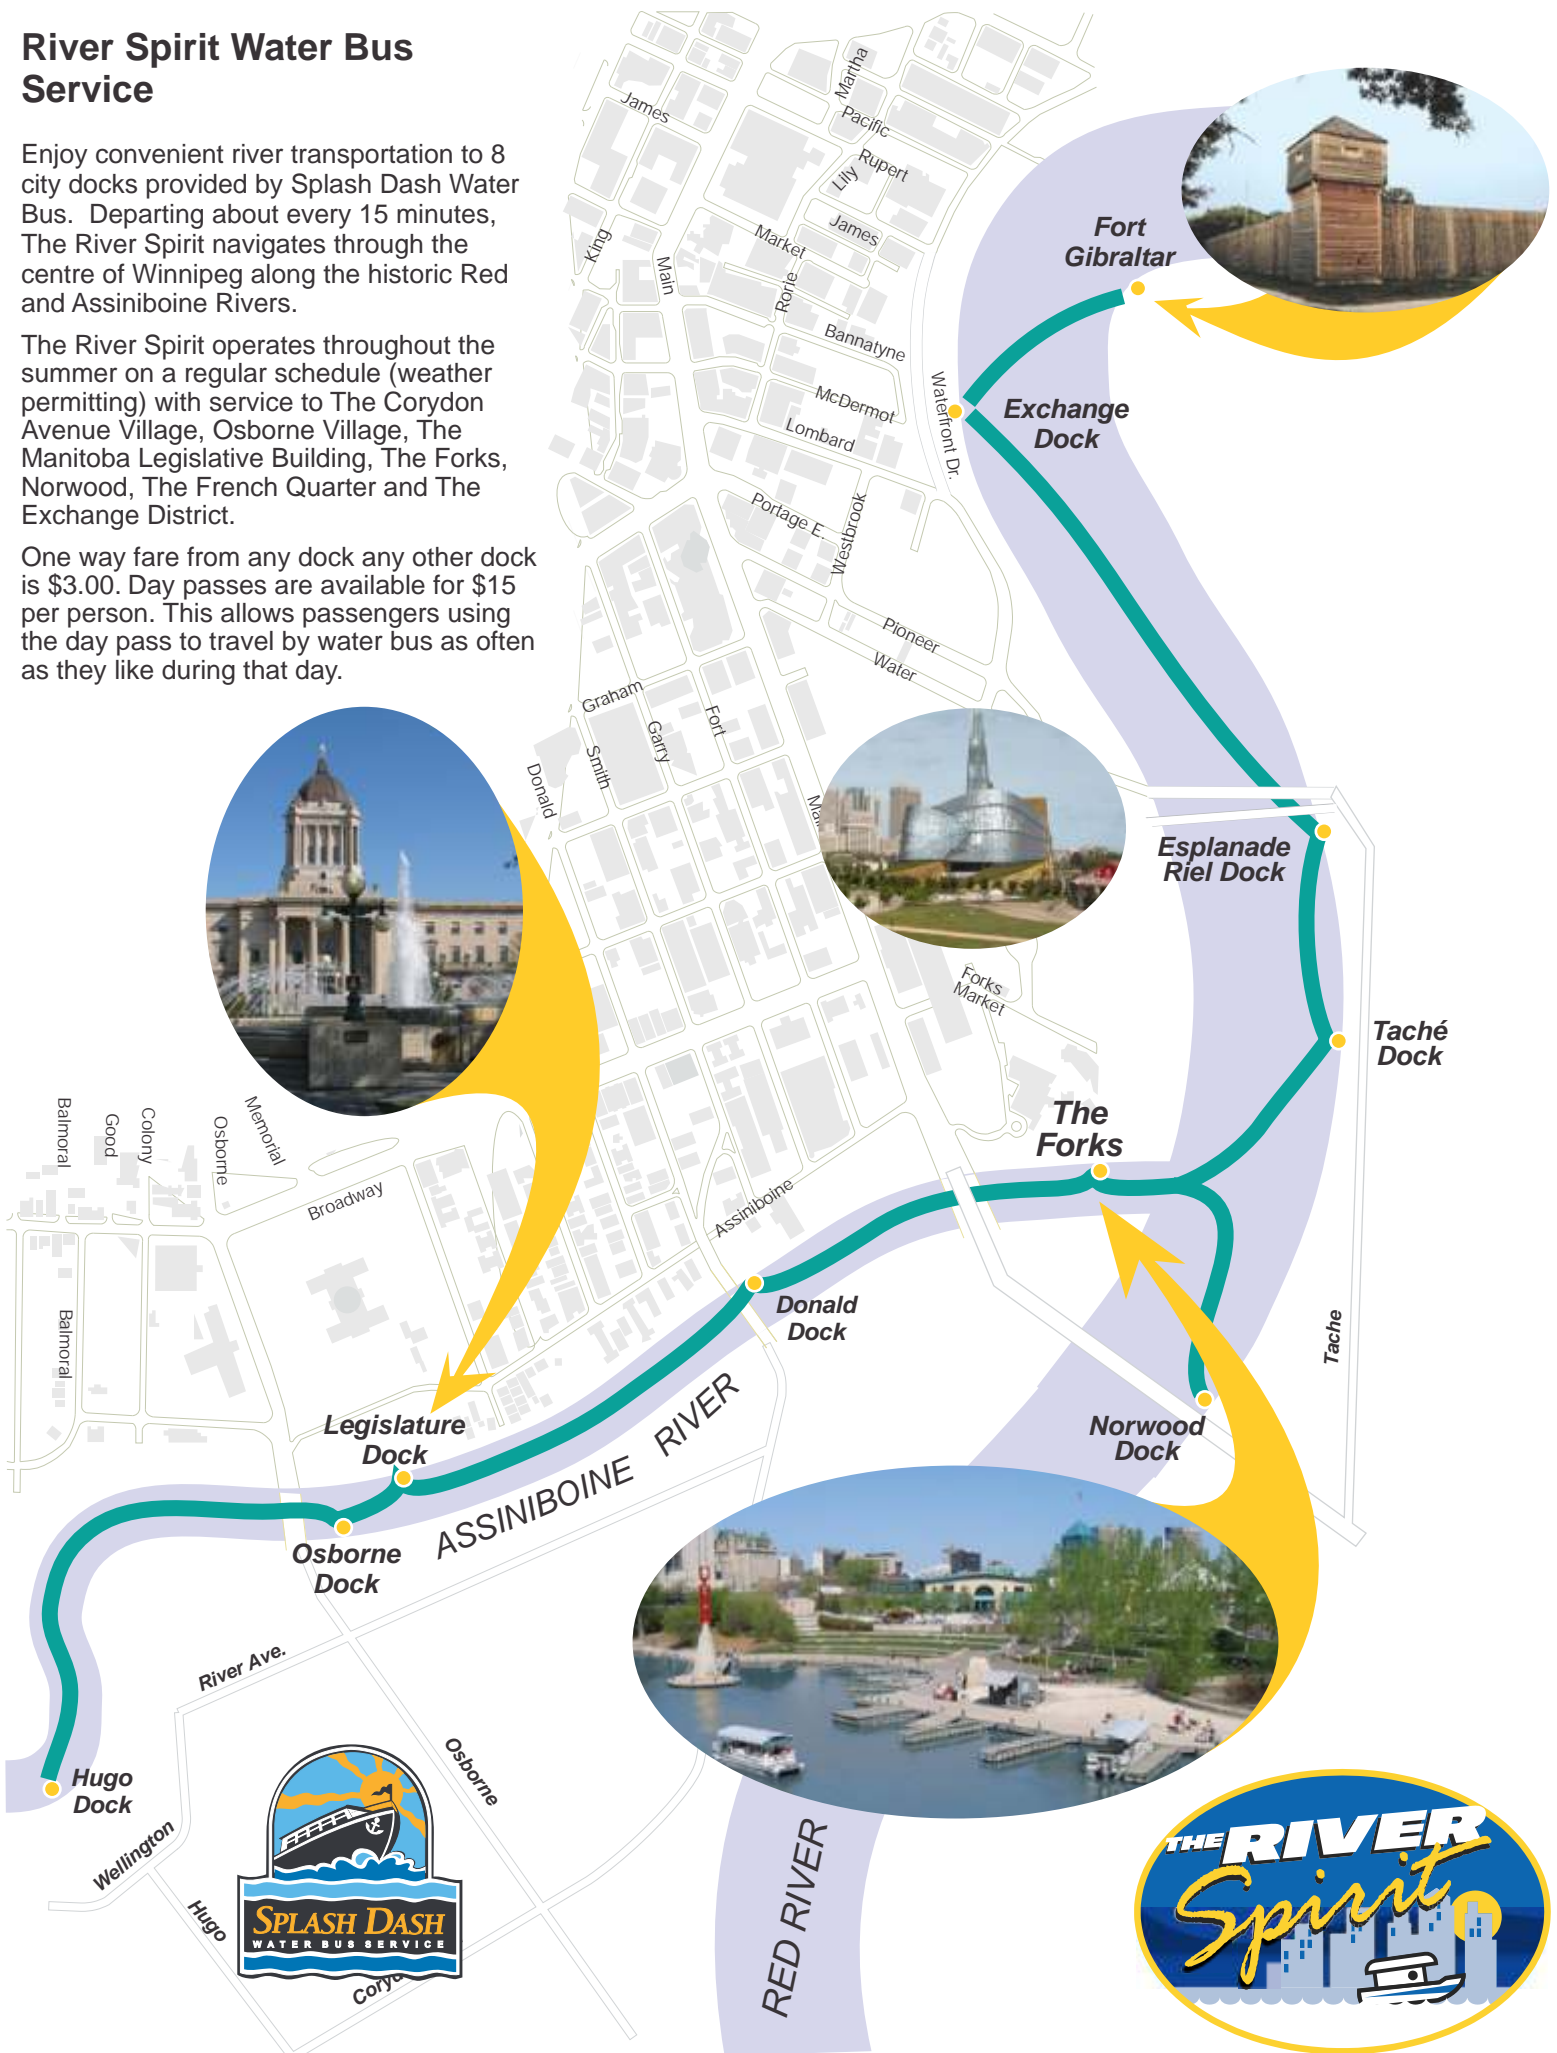 River Spirit Water Bus
Service
Enjoy convenient river transportation to 8
city docks provided by Splash Dash Water
Bus.  Departing about every 15 minutes,
The River Spirit navigates through the
centre of Winnipeg along the historic Red
and Assiniboine Rivers.
The River Spirit operates throughout the
summer on a regular schedule (weather
permitting) with service to The Corydon
Avenue Village, Osborne Village, The
Manitoba Legislative Building, The Forks,
Norwood, The French Quarter and The
Exchange District.
One way fare from any dock any other dock
is $3.00. Day passes are available for $15
per person. This allows passengers using
the day pass to travel by water bus as often
as they like during that day.
James
Martha
Pacific
Rupert
Lily
James
Market
King
Main
Rorie
Bannatyne
McDermot
Lombard
Waterfront Dr.
Portage E.
Westbrook
Pioneer
Water
Graham
Garry
Fort
Smith
Donald
Fort
Gibraltar
Exchange
Dock
Esplanade
Riel Dock
Forks
Market
Taché
Dock
The
Forks
Balmoral
Good
Colony
Osborne
Memorial
Broadway
Assiniboine
Balmoral
Donald
Dock
Tache
Legislature
Dock
Norwood
Dock
ASSINIBOINE RIVER
Osborne
Dock
River Ave.
Osborne
Hugo
Dock
Wellington
Hugo
SPLASH DASH
WATER BUS SERVICE
RED RIVER
THE RIVER
Spirit